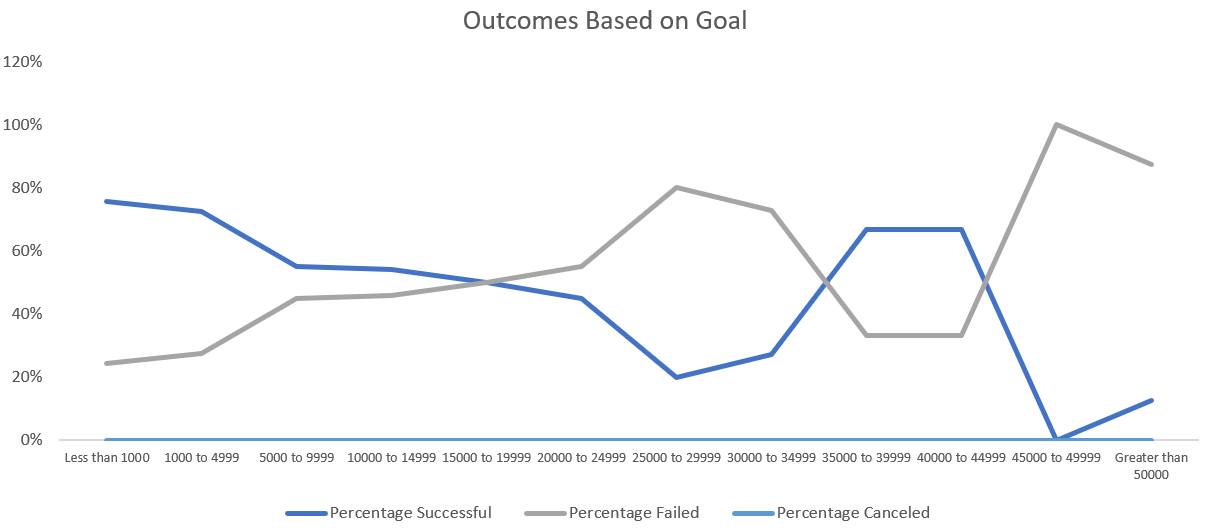 Outcomes Based on Goal
120%
100%
80%
60%
40%
20%
0%
Less than 1000 1000 to 4999 5000 to 9999 10000 to 14999 15000 to 19999 20000 to 24999 25000 to 29999 30000 to 34999 35000 to 39999 40000 to 44999 45000 to 49999 Greater than
50000
Percentage Successful Percentage Failed Percentage Canceled